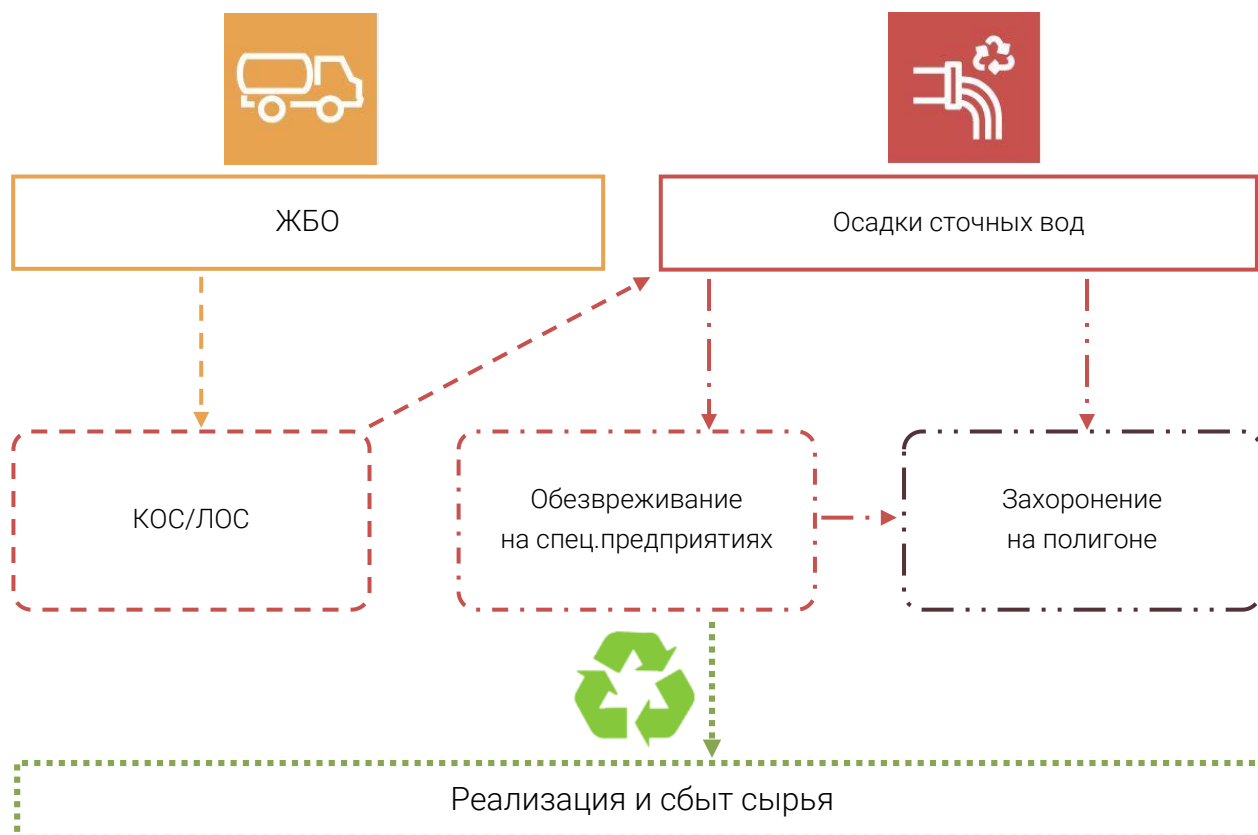 ЖБО
Осадки сточных вод
КОС/ЛОС
Обезвреживание
на спец.предприятиях
Захоронение
на полигоне
Реализация и сбыт сырья